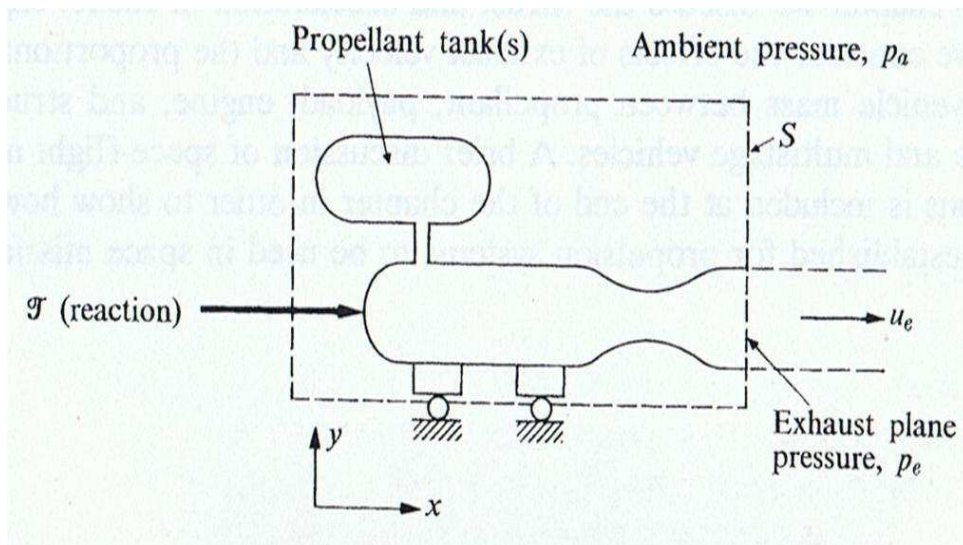 Propellant tank(s)
Ambient pressure, pₐ
S
𝒯 (reaction)
uₑ
Exhaust plane
pressure, pₑ
y
x